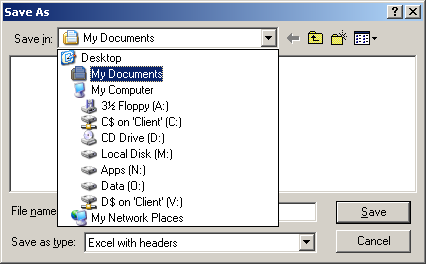 Save As
Save in: My Documents
Desktop
My Documents
My Computer
3½ Floppy (A:)
C$ on 'Client' (C:)
CD Drive (D:)
Local Disk (M:)
Apps (N:)
Data (O:)
D$ on 'Client' (V:)
My Network Places
File name
Save
Save as type: Excel with headers
Cancel